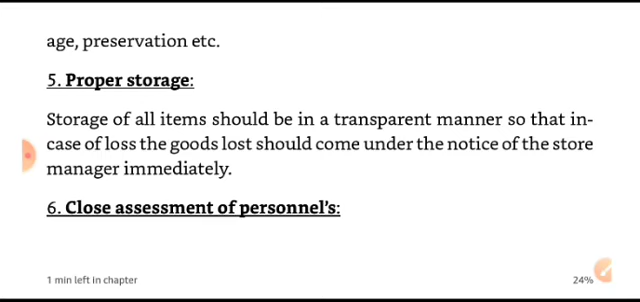 age, preservation etc.
5. Proper storage:
Storage of all items should be in a transparent manner so that in-
case of loss the goods lost should come under the notice of the store
manager immediately.
6. Close assessment of personnel's:
1 min left in chapter
24%